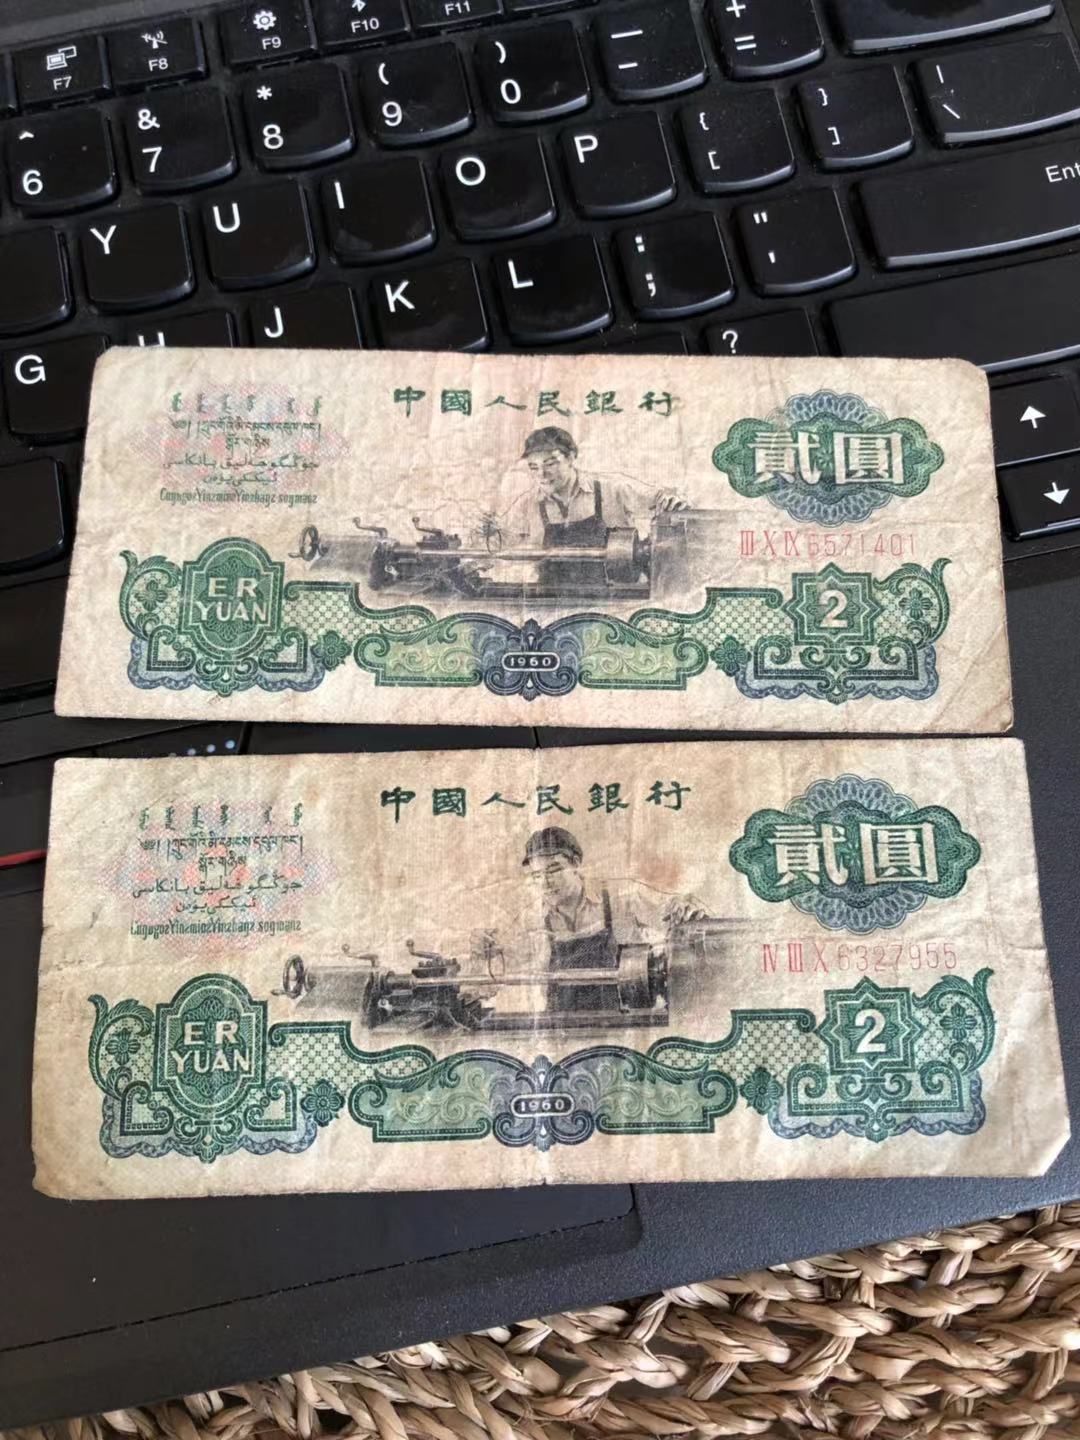 F7
F8
F9
F10
F11
^ 6
& 7
* 8
( 9
) 0
+ =
Y
U
I
O
P
{ [
} ]
| \
Ent
G
H
J
K
L
: ;
" '
?
中國人民銀行
貳圓
ⅢⅩⅨ6571401
ER
YUAN
2
1960
中國人民銀行
貳圓
ⅣⅢⅩ6327955
ER
YUAN
2
1960